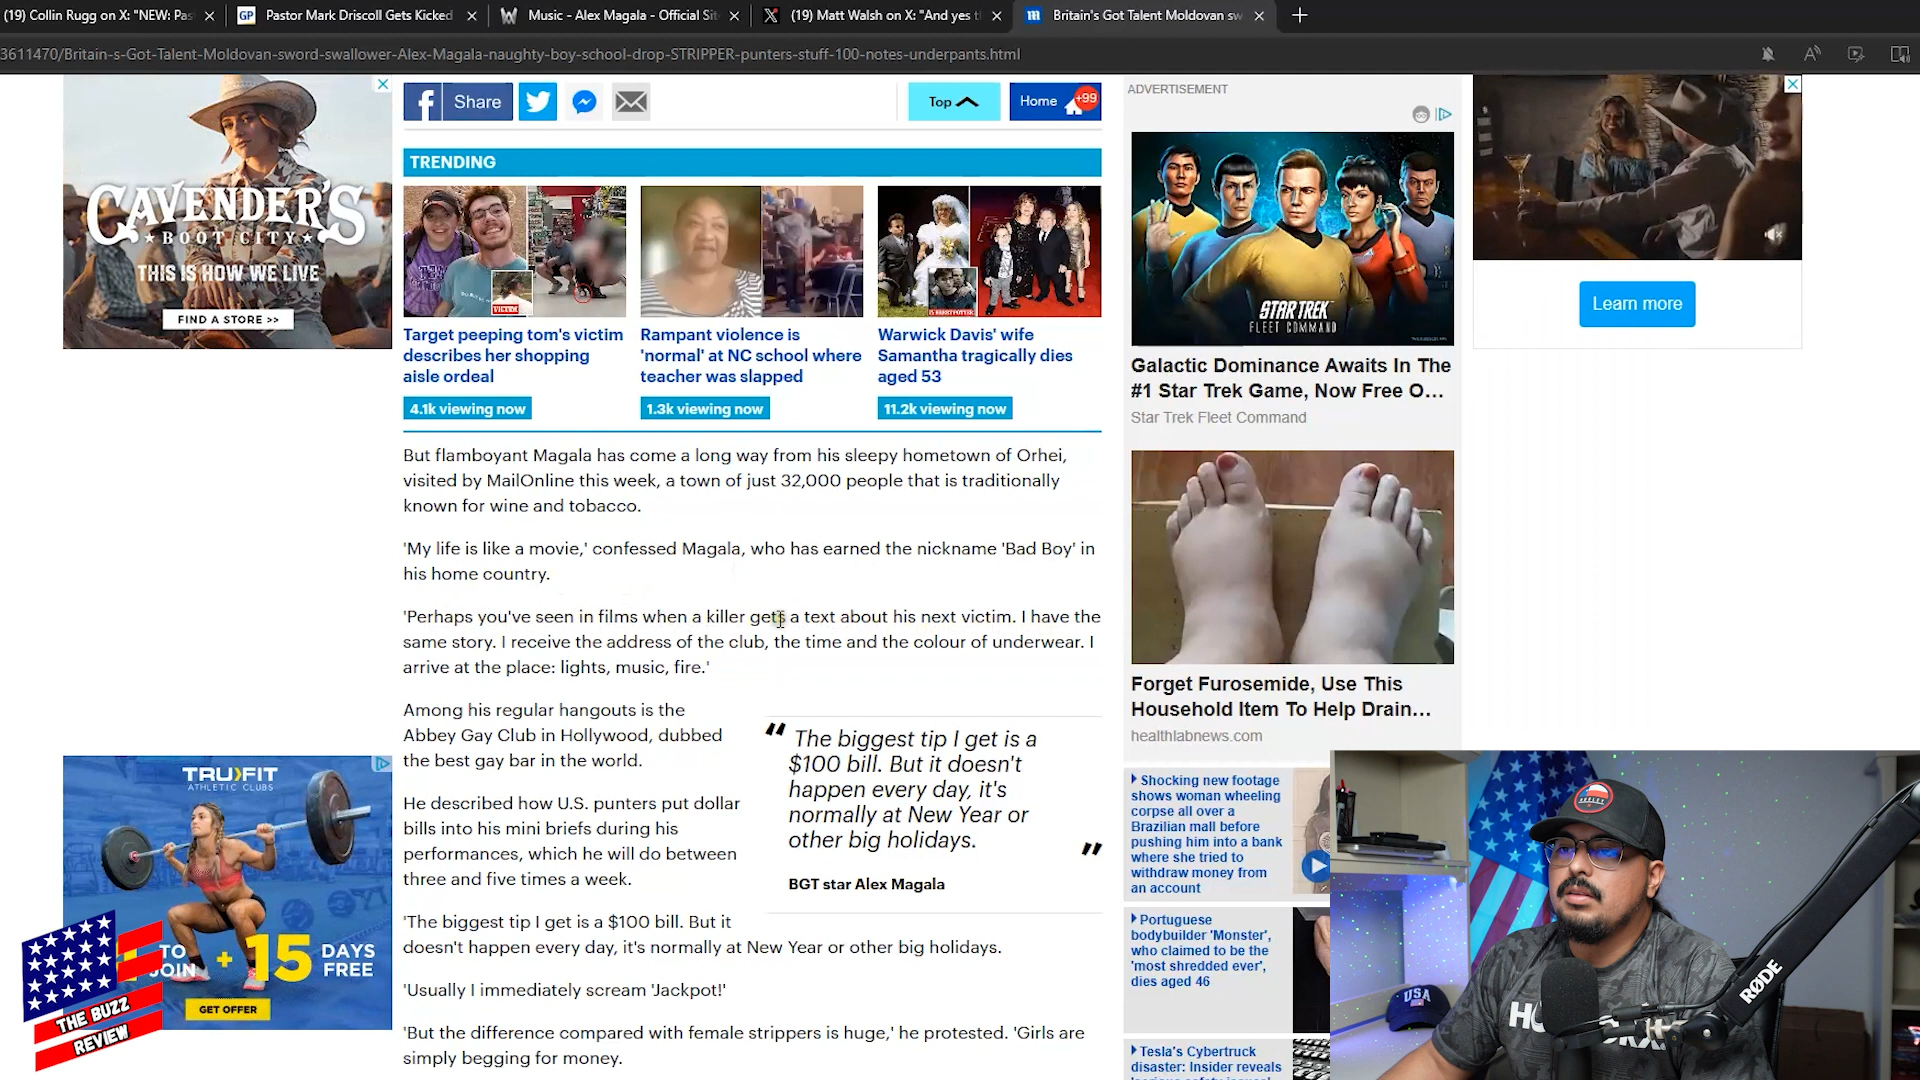 (19) Collin Rugg on X: "NEW: Pas
Pastor Mark Driscoll Gets Kicked
Music - Alex Magala - Official Sit
(19) Matt Walsh on X: "And yes t
Britain's Got Talent Moldovan sw
3611470/Britain-s-Got-Talent-Moldovan-sword-swallower-Alex-Magala-naughty-boy-school-drop-STRIPPER-punters-stuff-100-notes-underpants.html
CAVENDER'S
BOOT CITY
THIS IS HOW WE LIVE
FIND A STORE >>
Share
Top
Home
+99
TRENDING
VICTIM
Target peeping tom's victim
describes her shopping
aisle ordeal
4.1k viewing now
Rampant violence is
'normal' at NC school where
teacher was slapped
1.3k viewing now
Warwick Davis' wife
Samantha tragically dies
aged 53
11.2k viewing now
But flamboyant Magala has come a long way from his sleepy hometown of Orhei,
visited by MailOnline this week, a town of just 32,000 people that is traditionally
known for wine and tobacco.
'My life is like a movie,' confessed Magala, who has earned the nickname 'Bad Boy' in
his home country.
'Perhaps you've seen in films when a killer gets a text about his next victim. I have the
same story. I receive the address of the club, the time and the colour of underwear. I
arrive at the place: lights, music, fire.'
Among his regular hangouts is the
Abbey Gay Club in Hollywood, dubbed
the best gay bar in the world.
He described how U.S. punters put dollar
bills into his mini briefs during his
performances, which he will do between
three and five times a week.
"The biggest tip I get is a
$100 bill. But it doesn't
happen every day, it's
normally at New Year or
other big holidays."
BGT star Alex Magala
'The biggest tip I get is a $100 bill. But it
doesn't happen every day, it's normally at New Year or other big holidays.
'Usually I immediately scream 'Jackpot!'
'But the difference compared with female strippers is huge,' he protested. 'Girls are
simply begging for money.
ADVERTISEMENT
STAR TREK
FLEET COMMAND
Galactic Dominance Awaits In The
#1 Star Trek Game, Now Free O...
Star Trek Fleet Command
Forget Furosemide, Use This
Household Item To Help Drain...
healthlabnews.com
Shocking new footage
shows woman wheeling
corpse all over a
Brazilian mall before
pushing him into a bank
where she tried to
withdraw money from
an account
Portuguese
bodybuilder 'Monster',
who claimed to be the
'most shredded ever',
dies aged 46
Tesla's Cybertruck
disaster: Insider reveals
Learn more
TRUFIT
ATHLETIC CLUBS
TO
JOIN
+ 15 DAYS
FREE
GET OFFER
THE BUZZ
REVIEW
USA
RØDE